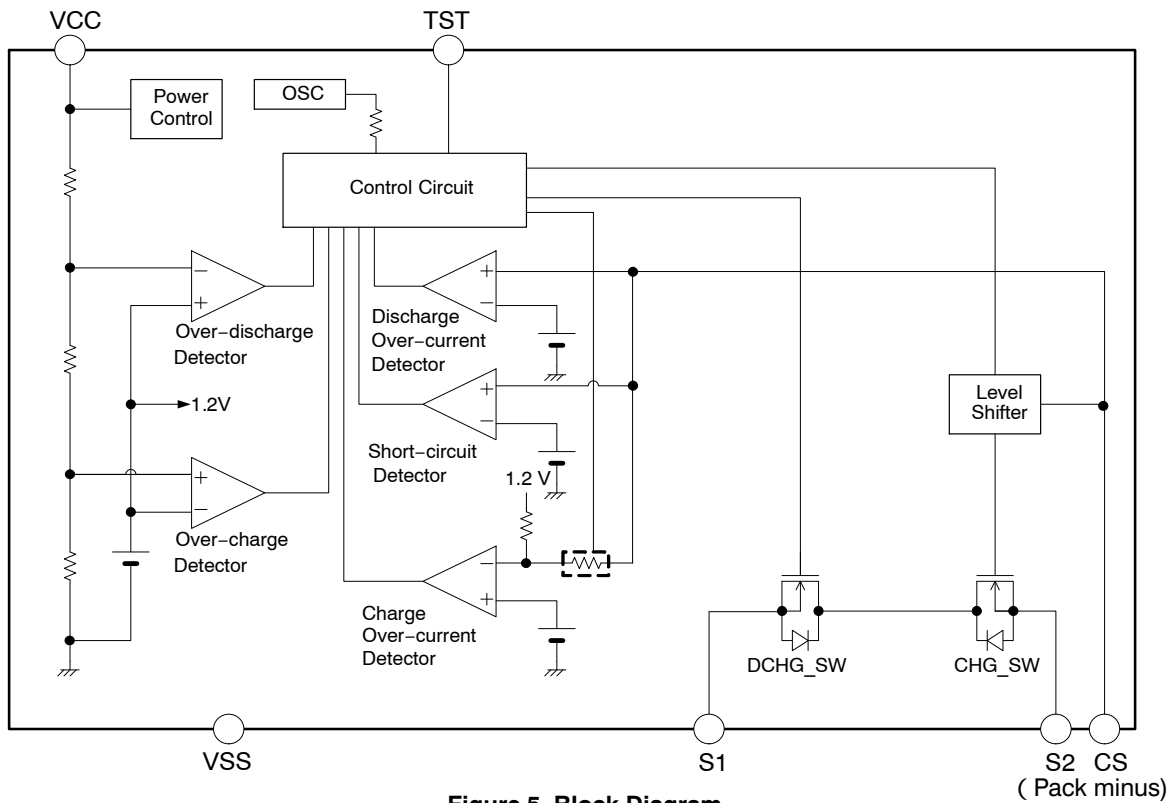 VCC
TST
Power
Control
OSC
Control Circuit
−
+
Over−discharge
Detector
+
−
Discharge
Over−current
Detector
1.2V
+
−
Short−circuit
Detector
Level
Shifter
+
−
Over−charge
Detector
1.2 V
−
+
Charge
Over−current
Detector
DCHG_SW
CHG_SW
VSS
S1
S2
CS
( Pack minus)
Figure 5. Block Diagram